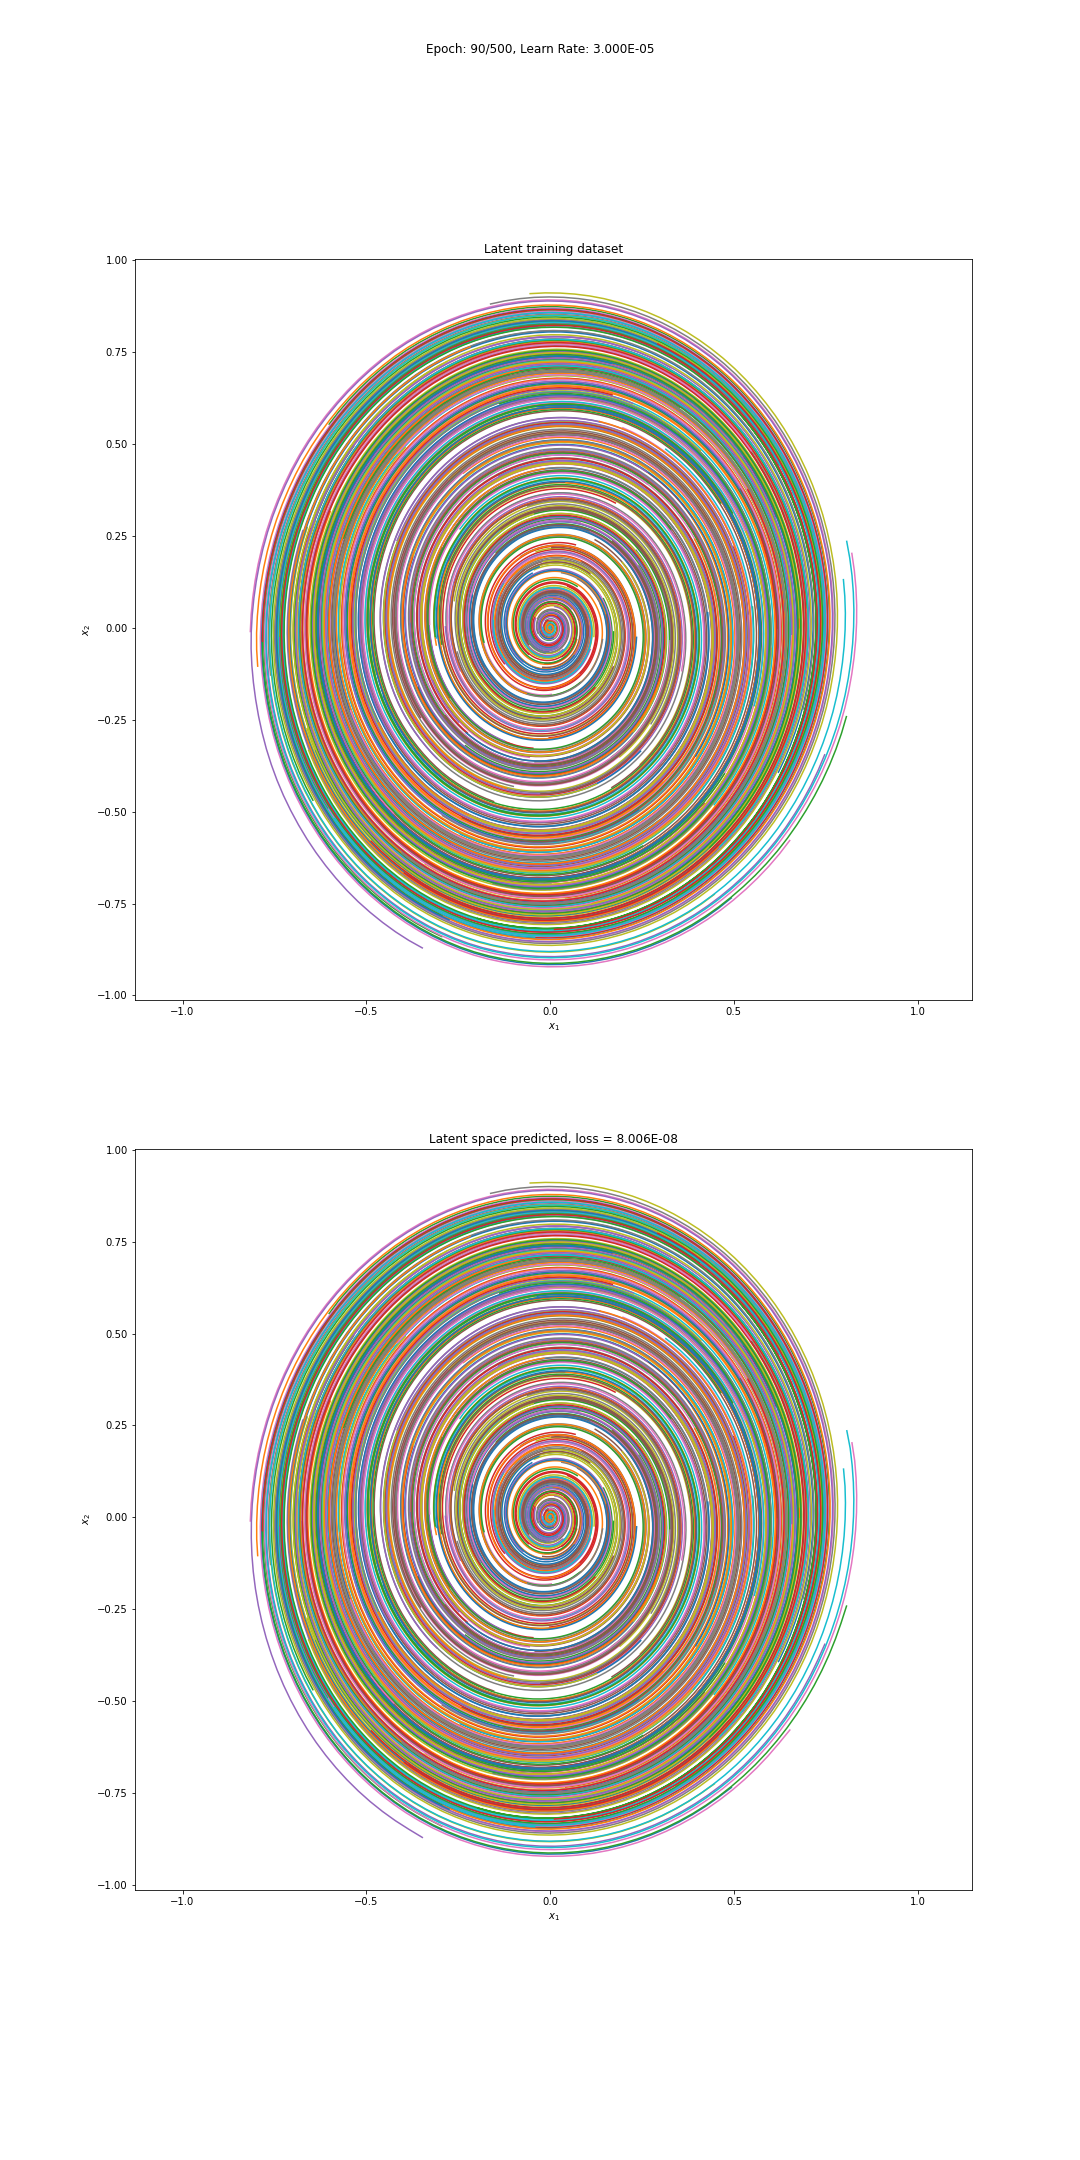 Epoch: 90/500, Learn Rate: 3.000E-05
Latent training dataset
1.00
0.75
0.50
0.25
0.00
−0.25
−0.50
−0.75
−1.00
x₂
−1.0 −0.5 0.0 0.5 1.0
x₁
Latent space predicted, loss = 8.006E-08
1.00
0.75
0.50
0.25
0.00
−0.25
−0.50
−0.75
−1.00
x₂
−1.0 −0.5 0.0 0.5 1.0
x₁